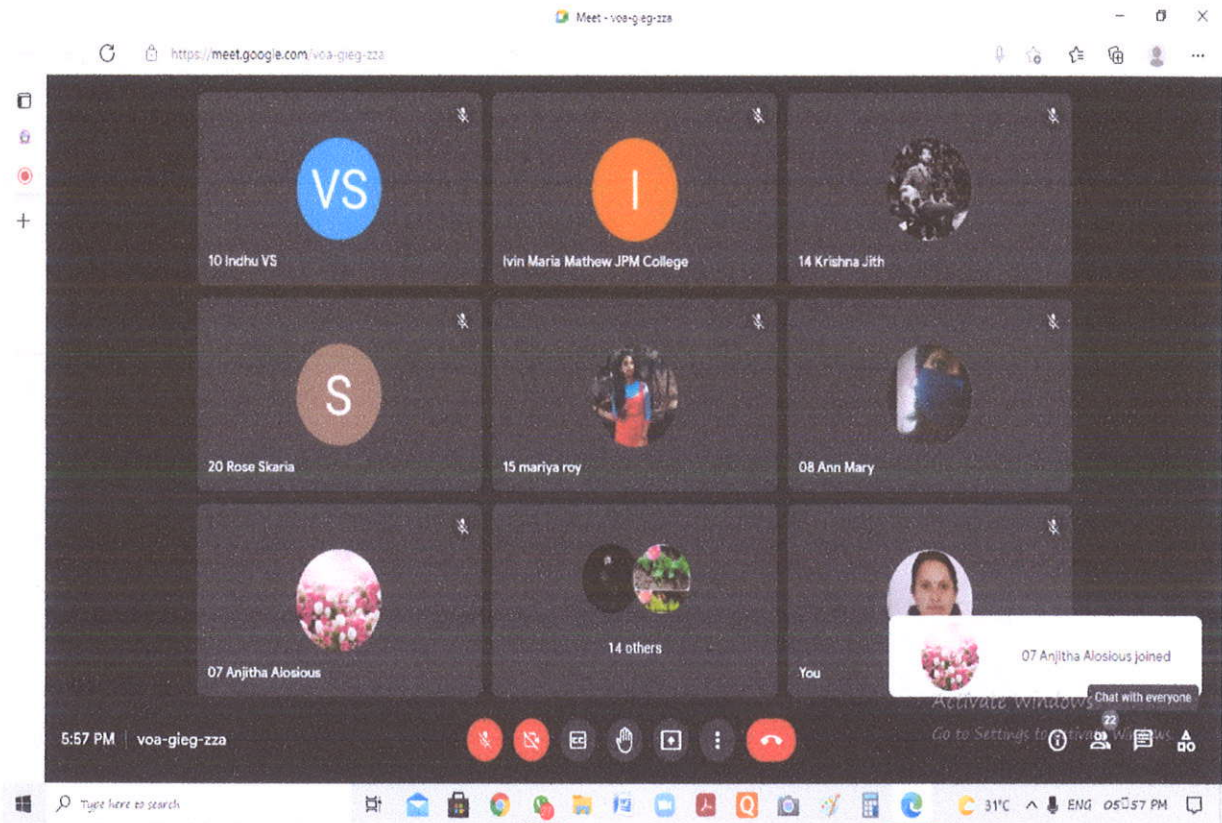 Meet - voa-gieg-zza
https://meet.google.com/voa-gieg-zza
VS
10 Indhu VS
I
Ivin Maria Mathew JPM College
14 Krishna Jith
S
20 Rose Skaria
15 mariya roy
08 Ann Mary
07 Anjitha Alosious
14 others
You
07 Anjitha Alosious joined
Activate Windows
Chat with everyone
5:57 PM | voa-gieg-zza
CC
22
Go to Settings to Windows.
Type here to search
31°C
ENG
05:57 PM